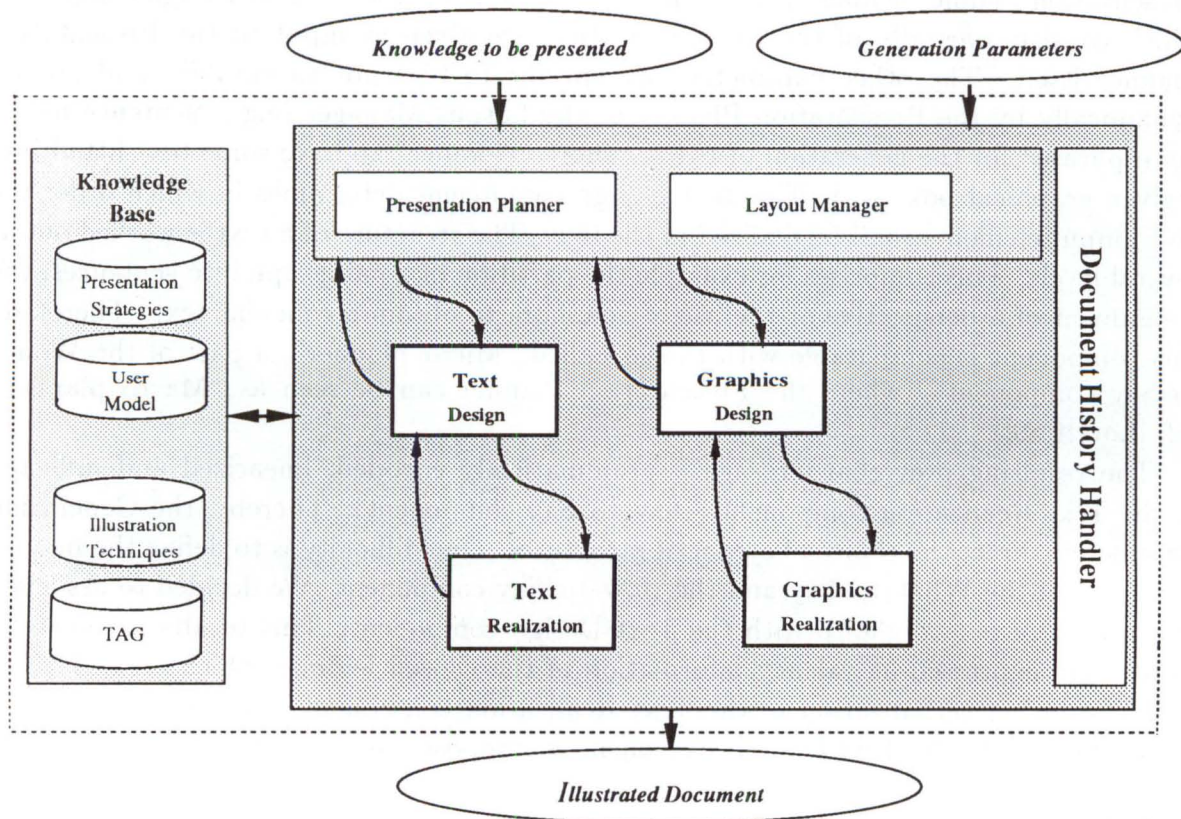 Knowledge to be presented
Generation Parameters
Knowledge
Base
Presentation
Strategies
User
Model
Illustration
Techniques
TAG
Presentation Planner
Layout Manager
Text
Design
Graphics
Design
Text
Realization
Graphics
Realization
Document History Handler
Illustrated Document